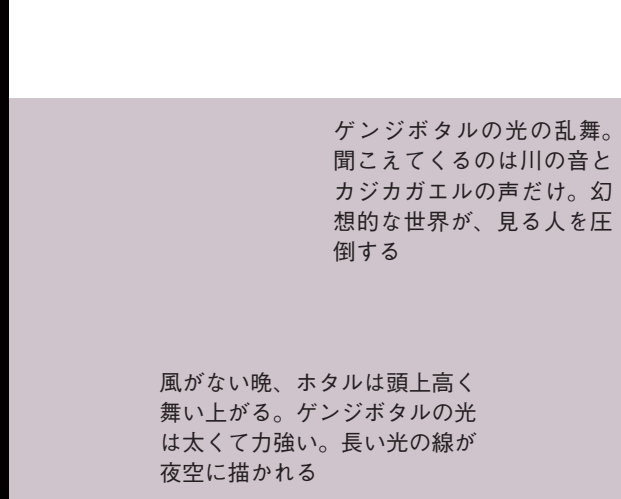 ゲンジボタルの光の乱舞。
聞こえてくるのは川の音と
カジカガエルの声だけ。幻
想的な世界が、見る人を圧
倒する
風がない晩、ホタルは頭上高く
舞い上がる。ゲンジボタルの光
は太くて力強い。長い光の線が
夜空に描かれる